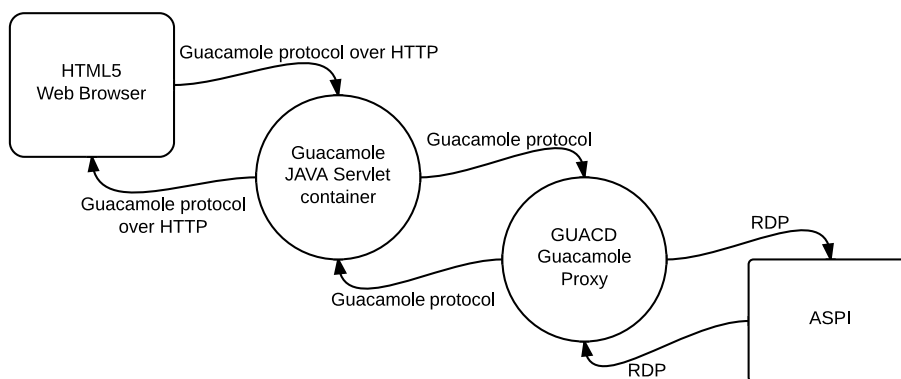 Guacamole protocol over HTTP
HTML5
Web Browser
Guacamole
JAVA Servlet
container
Guacamole protocol
Guacamole protocol
over HTTP
RDP
GUACD
Guacamole
Proxy
Guacamole protocol
ASPI
RDP